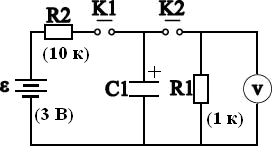 R2 K1 K2
(10 к)
+
ε C1 R1 v
(3 В)
(1 к)